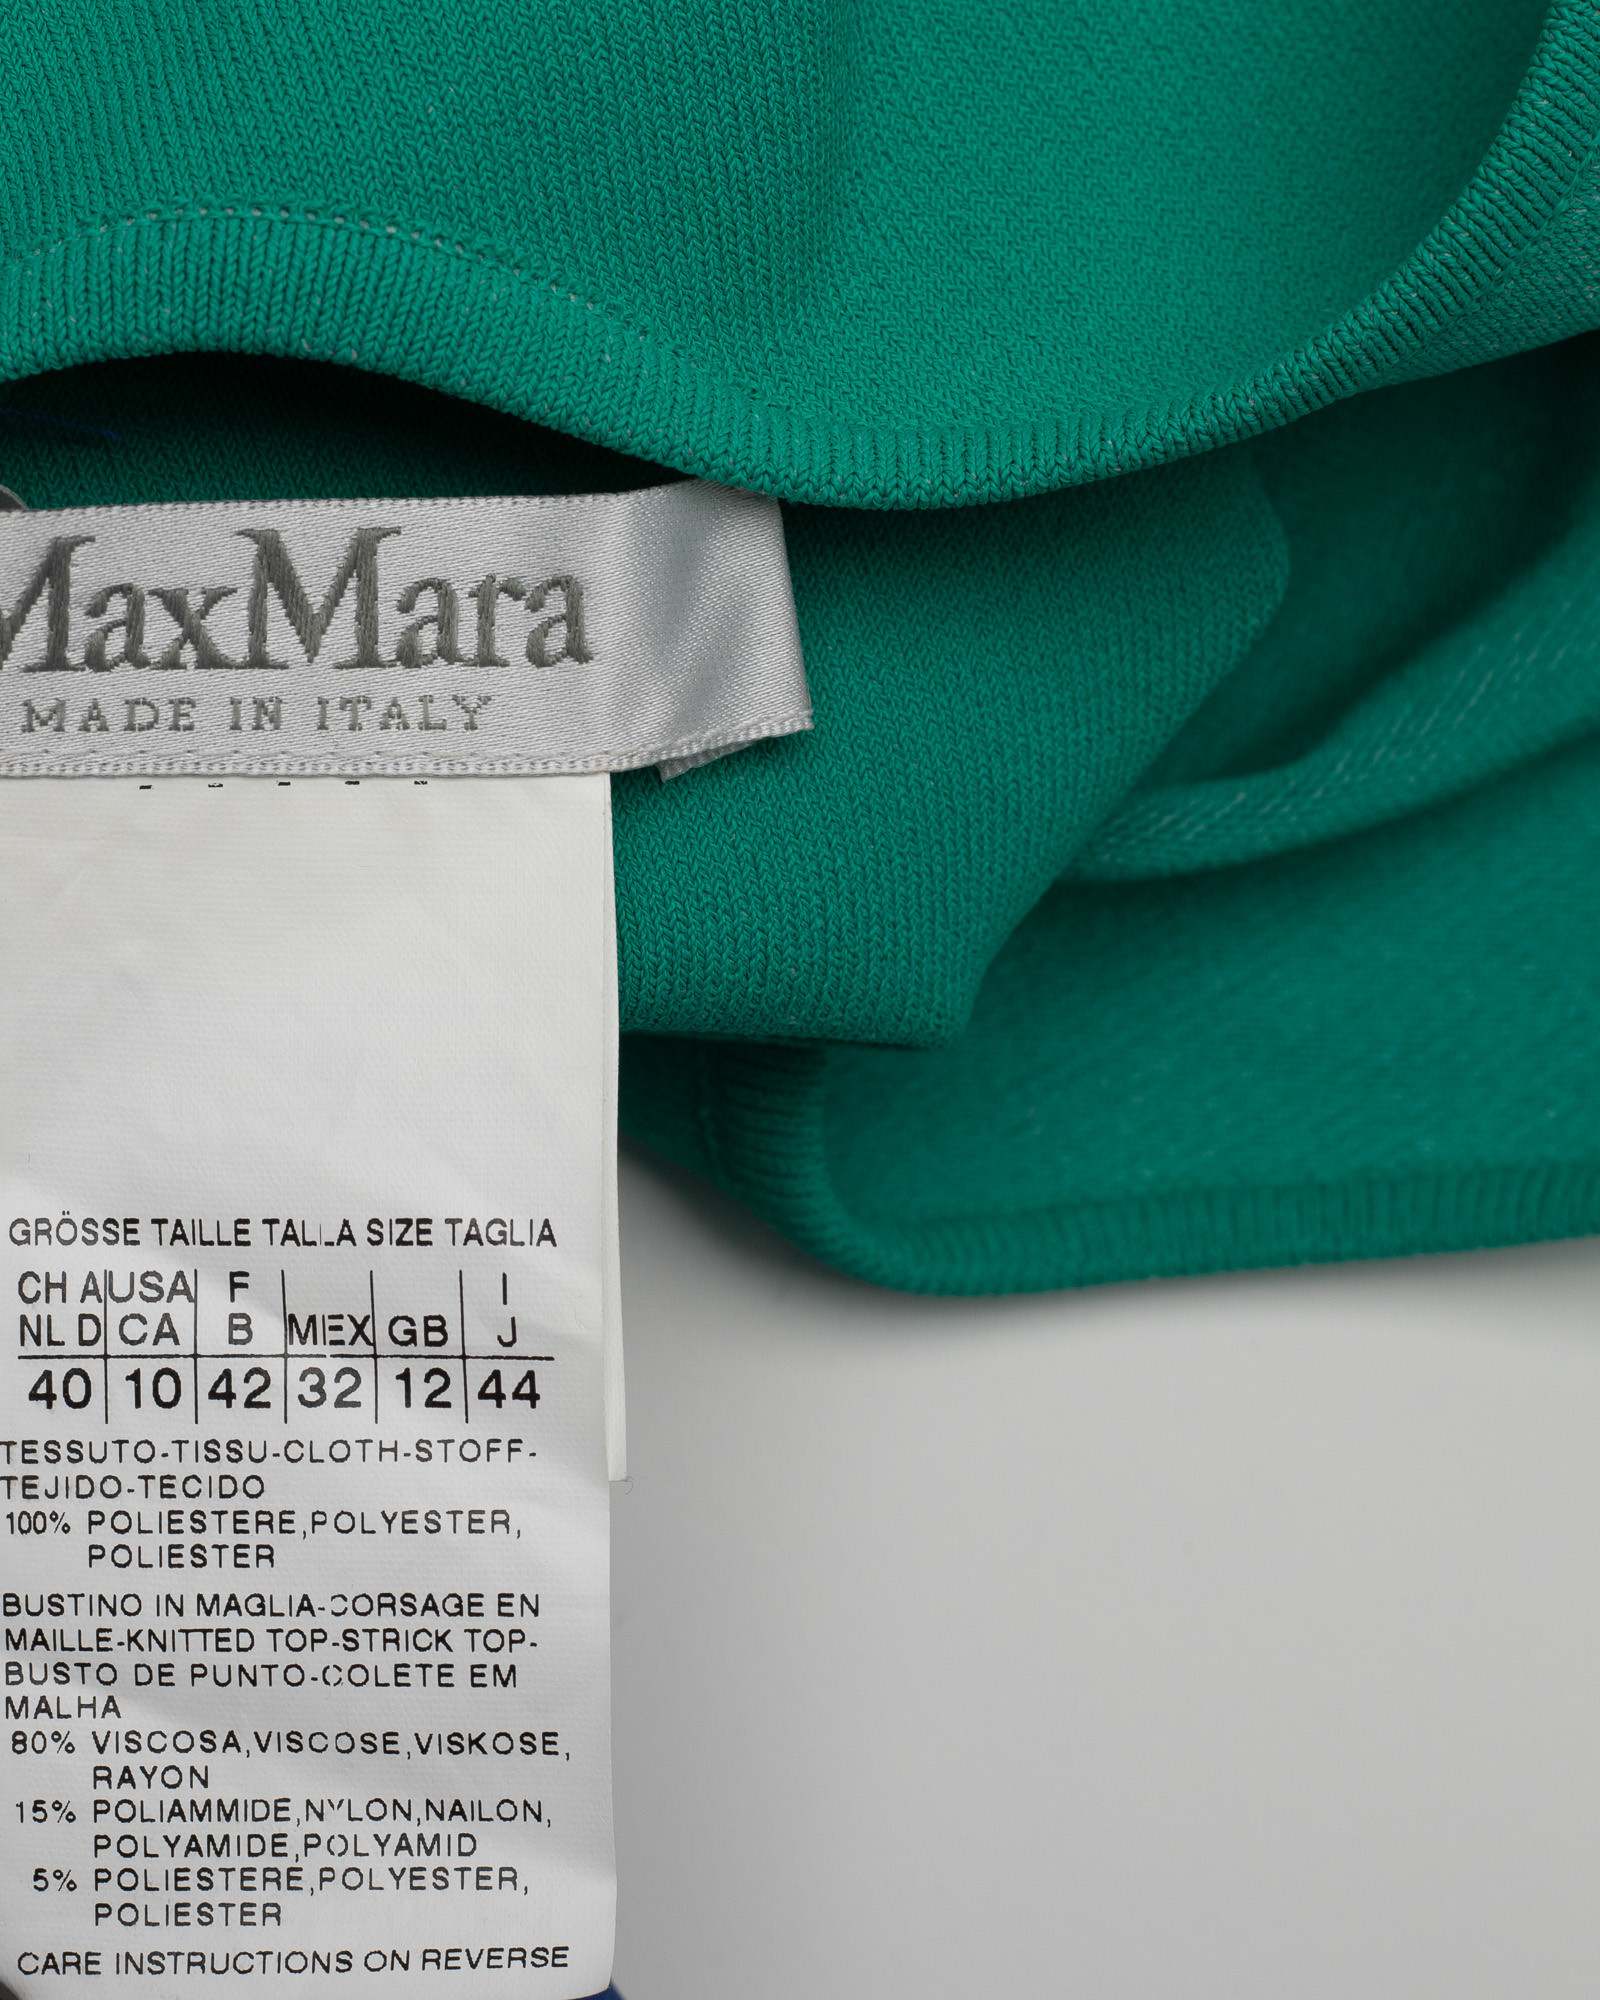 MaxMara
MADE IN ITALY
GRÖSSE TAILLE TALLA SIZE TAGLIA
CH A USA F I
NL D CA B MEX GB J
40 10 42 32 12 44
TESSUTO-TISSU-CLOTH-STOFF-
TEJIDO-TECIDO
100% POLIESTERE,POLYESTER,
POLIESTER
BUSTINO IN MAGLIA-CORSAGE EN
MAILLE-KNITTED TOP-STRICK TOP-
BUSTO DE PUNTO-COLETE EM
MALHA
80% VISCOSA,VISCOSE,VISKOSE,
RAYON
15% POLIAMMIDE,NYLON,NAILON,
POLYAMIDE,POLYAMID
5% POLIESTERE,POLYESTER,
POLIESTER
CARE INSTRUCTIONS ON REVERSE